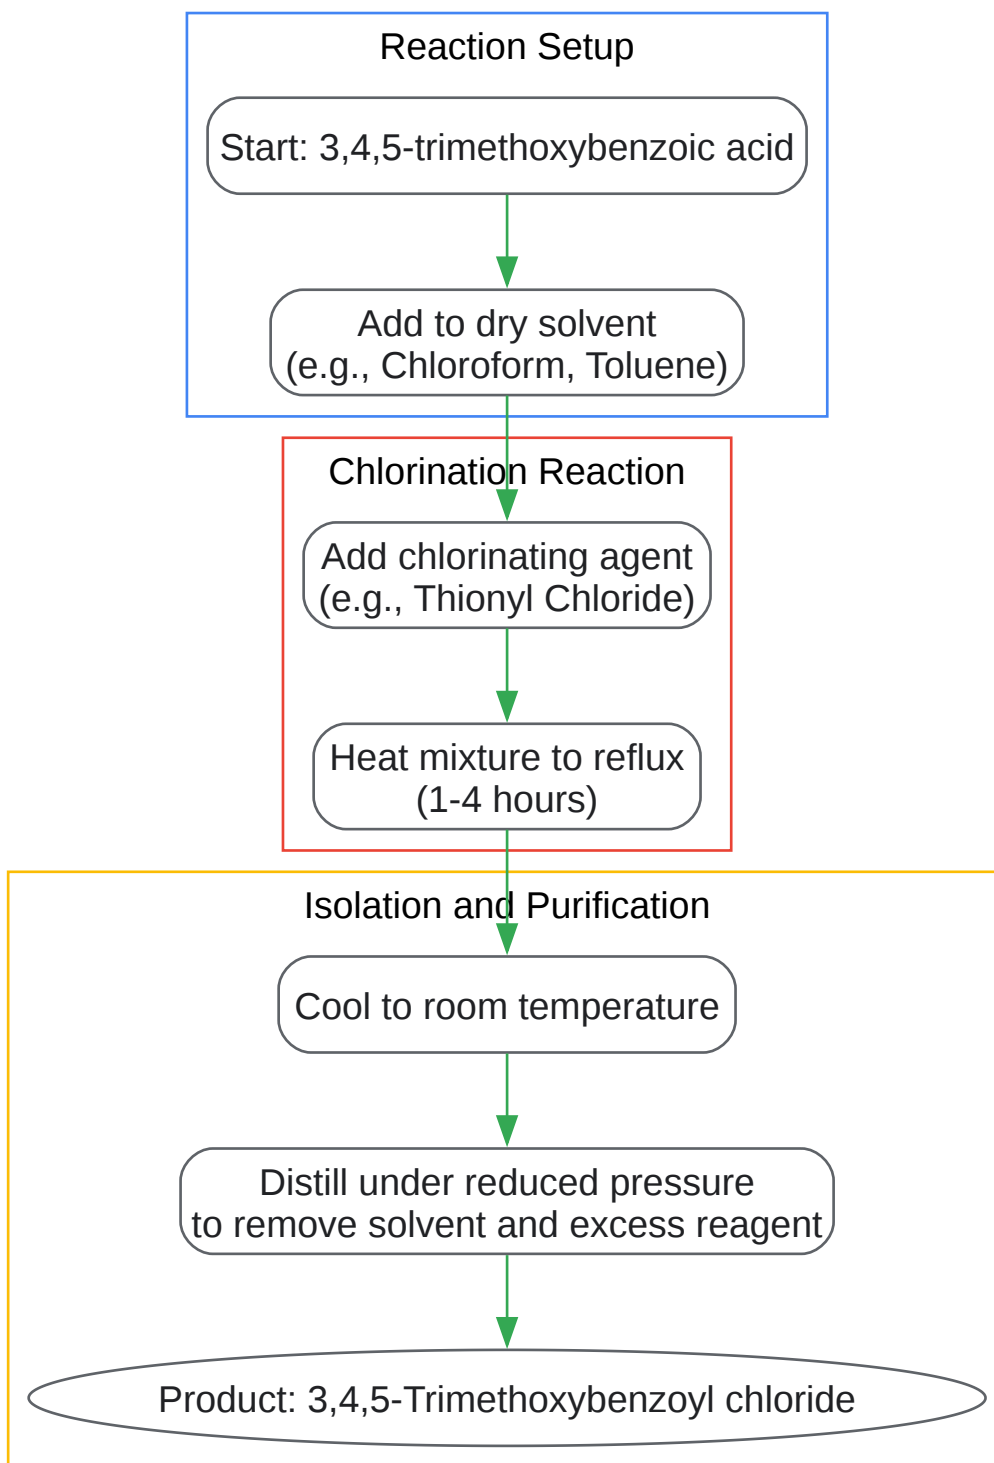 Reaction Setup
Start: 3,4,5-trimethoxybenzoic acid
Add to dry solvent
(e.g., Chloroform, Toluene)
Chlorination Reaction
Add chlorinating agent
(e.g., Thionyl Chloride)
Heat mixture to reflux
(1-4 hours)
Isolation and Purification
Cool to room temperature
Distill under reduced pressure
to remove solvent and excess reagent
Product: 3,4,5-Trimethoxybenzoyl chloride